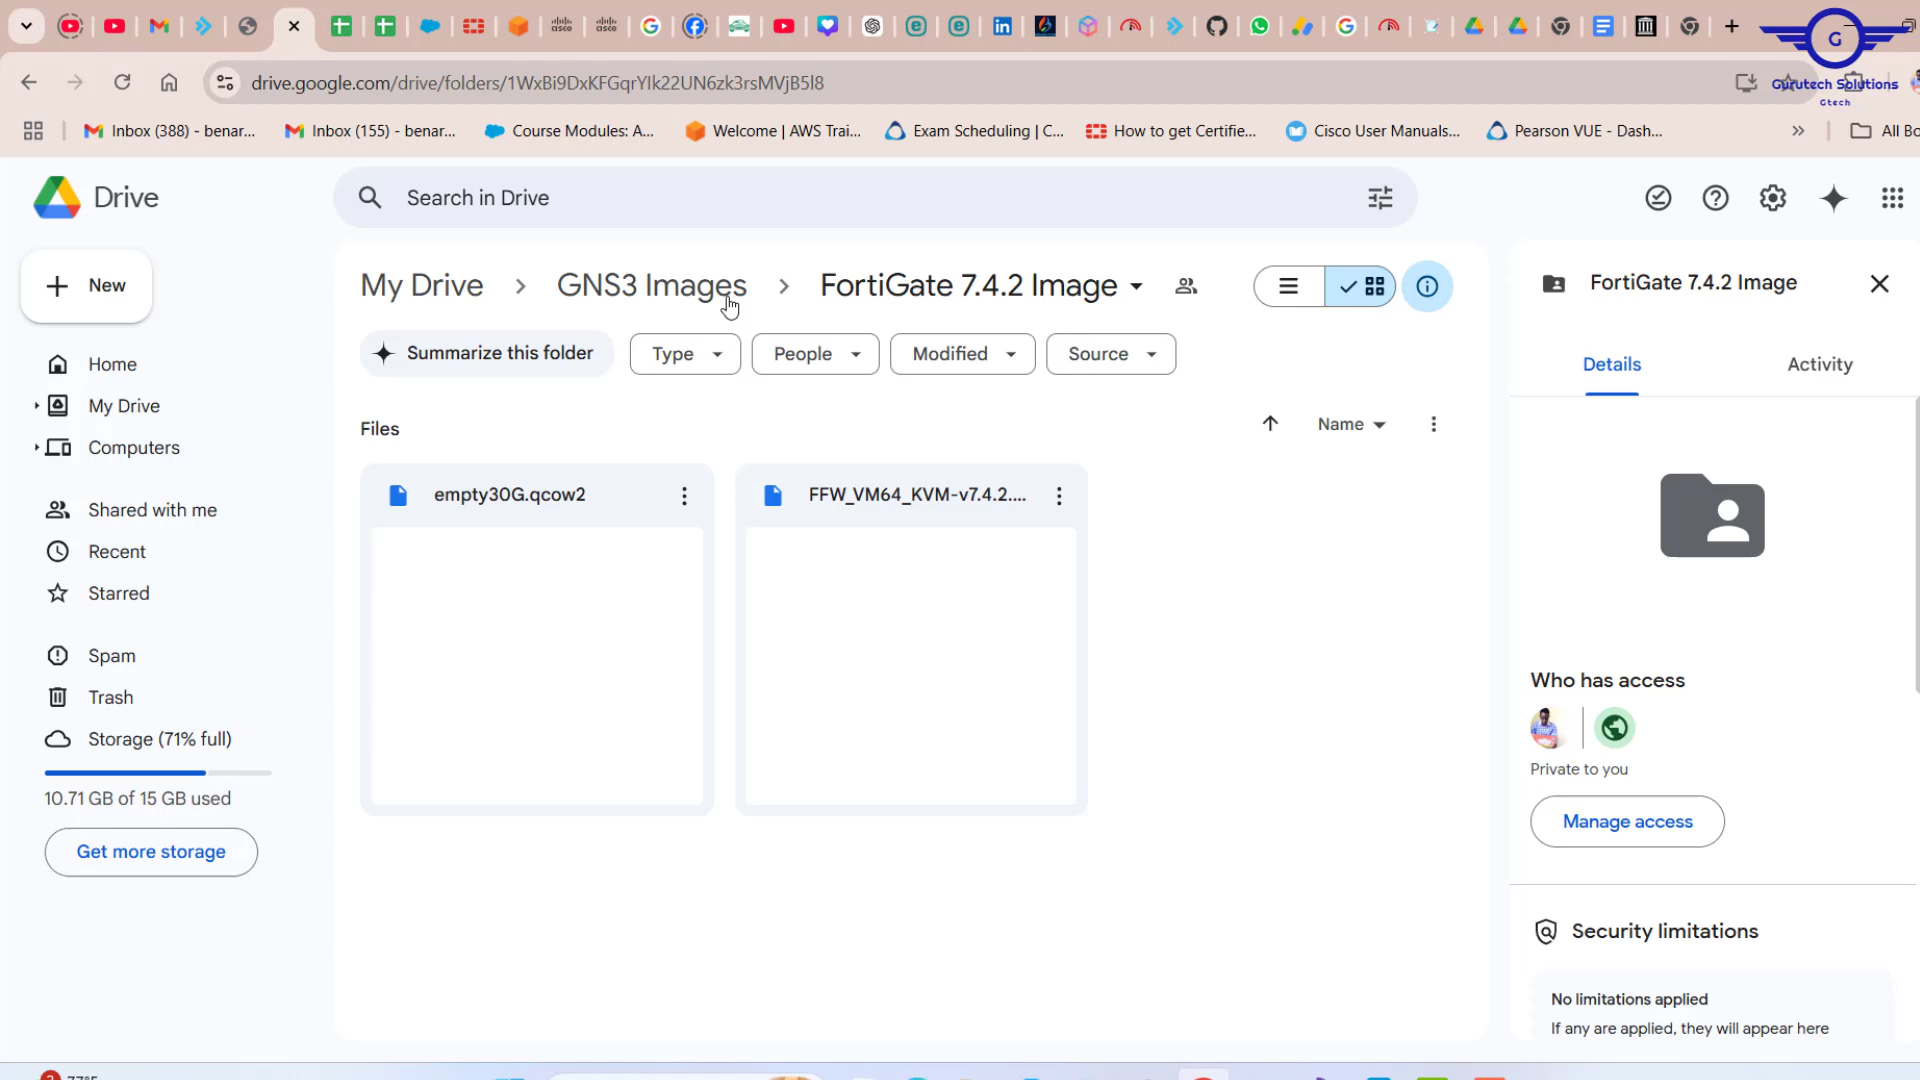 G
Gurutech Solutions
Gtech
drive.google.com/drive/folders/1WxBi9DxKFGqrYlk22UN6zk3rsMVjB5l8
Inbox (388) - benar...
Inbox (155) - benar...
Course Modules: A...
Welcome | AWS Trai...
Exam Scheduling | C...
How to get Certifie...
Cisco User Manuals...
Pearson VUE - Dash...
All Bo
Drive
Search in Drive
New
My Drive
GNS3 Images
FortiGate 7.4.2 Image
FortiGate 7.4.2 Image
Summarize this folder
Type
People
Modified
Source
Details
Activity
Home
My Drive
Computers
Shared with me
Recent
Starred
Spam
Trash
Storage (71% full)
10.71 GB of 15 GB used
Get more storage
Files
Name
empty30G.qcow2
FFW_VM64_KVM-v7.4.2....
Who has access
Private to you
Manage access
Security limitations
No limitations applied
If any are applied, they will appear here